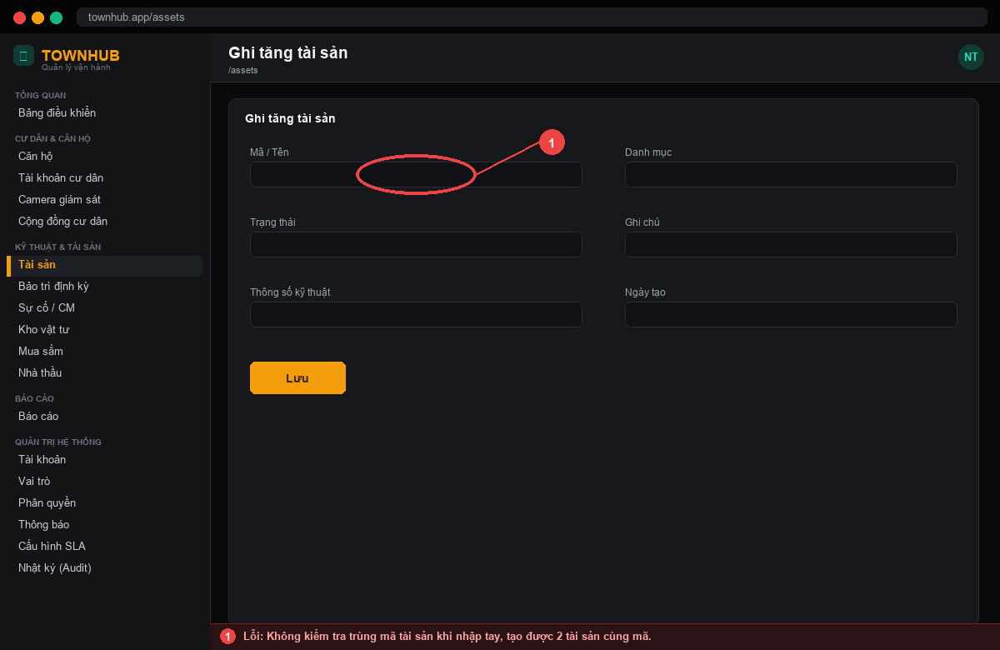 townhub.app/assets
TOWNHUB
Quản lý vận hành
TỔNG QUAN
Bảng điều khiển
CƯ DÂN & CĂN HỘ
Căn hộ
Tài khoản cư dân
Camera giám sát
Cộng đồng cư dân
KỸ THUẬT & TÀI SẢN
Tài sản
Bảo trì định kỳ
Sự cố / CM
Kho vật tư
Mua sắm
Nhà thầu
BÁO CÁO
Báo cáo
QUẢN TRỊ HỆ THỐNG
Tài khoản
Vai trò
Phân quyền
Thông báo
Cấu hình SLA
Nhật ký (Audit)
Ghi tăng tài sản
/assets
NT
Ghi tăng tài sản
1
Mã / Tên
Danh mục
Trạng thái
Ghi chú
Thông số kỹ thuật
Ngày tạo
Lưu
1 Lỗi: Không kiểm tra trùng mã tài sản khi nhập tay, tạo được 2 tài sản cùng mã.